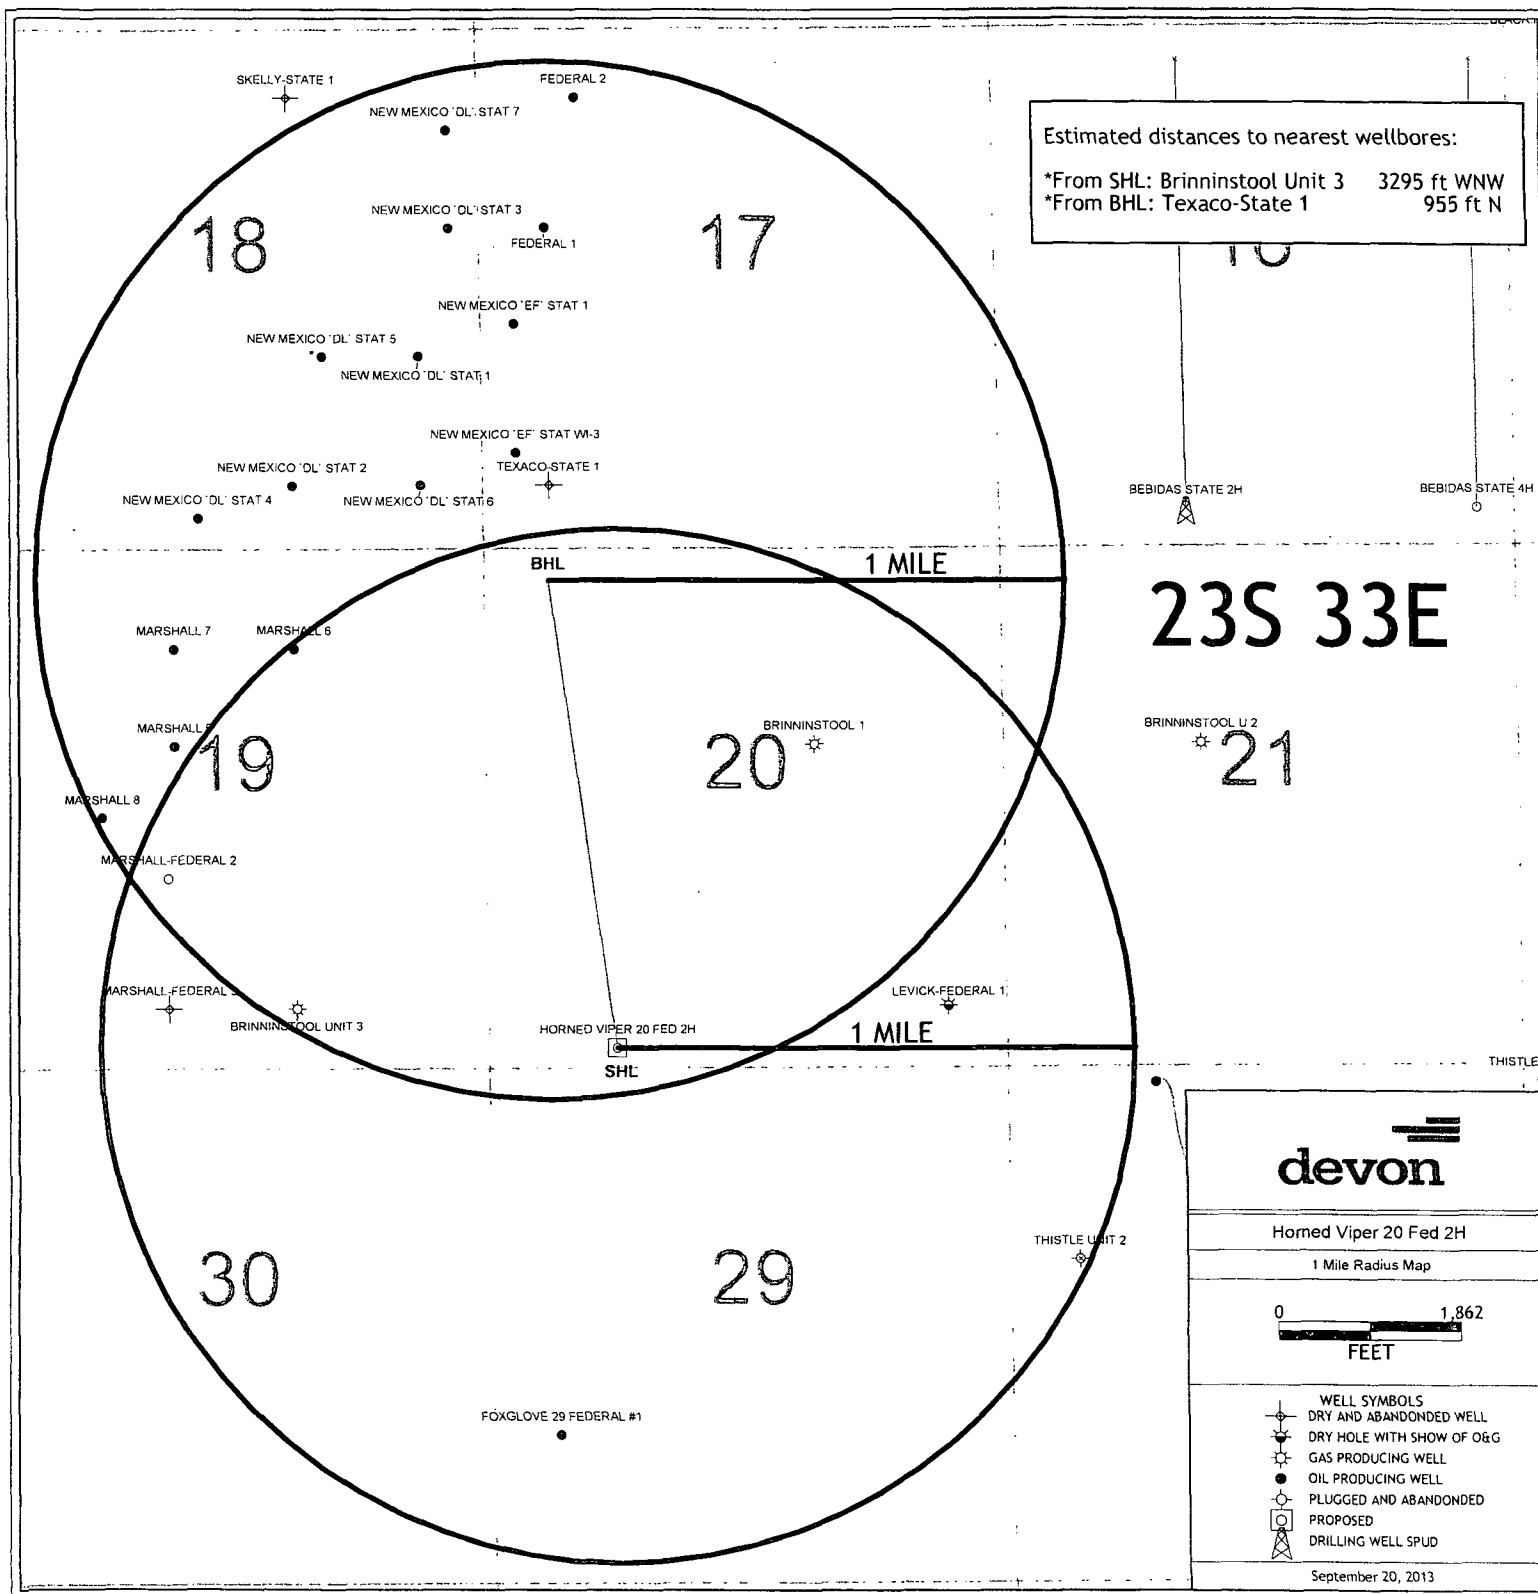 SKELLY-STATE 1
FEDERAL 2
NEW MEXICO 'DL' STAT 7
Estimated distances to nearest wellbores:
*From SHL: Brinninstool Unit 3 3295 ft WNW
*From BHL: Texaco-State 1 955 ft N
NEW MEXICO 'DL' STAT 3
FEDERAL 1
18
17
NEW MEXICO 'EF' STAT 1
NEW MEXICO 'DL' STAT 5
NEW MEXICO 'DL' STAT 1
NEW MEXICO 'EF' STAT WI-3
NEW MEXICO 'DL' STAT 2
TEXACO-STATE 1
NEW MEXICO 'DL' STAT 4
NEW MEXICO 'DL' STAT 6
BEBIDAS STATE 2H
BEBIDAS STATE 4H
BHL
1 MILE
23S 33E
MARSHALL 7
MARSHALL 6
MARSHALL
BRINNINSTOOL 1
BRINNINSTOOL U 2
19
20
21
MARSHALL 8
MARSHALL-FEDERAL 2
MARSHALL-FEDERAL
BRINNINSTOOL UNIT 3
LEVICK-FEDERAL 1
HORNED VIPER 20 FED 2H
1 MILE
SHL
THISTLE
devon
Horned Viper 20 Fed 2H
1 Mile Radius Map
THISTLE UNIT 2
30
29
0 1,862
FEET
FOXGLOVE 29 FEDERAL #1
WELL SYMBOLS
DRY AND ABANDONDED WELL
DRY HOLE WITH SHOW OF O&G
GAS PRODUCING WELL
OIL PRODUCING WELL
PLUGGED AND ABANDONDED
PROPOSED
DRILLING WELL SPUD
September 20, 2013